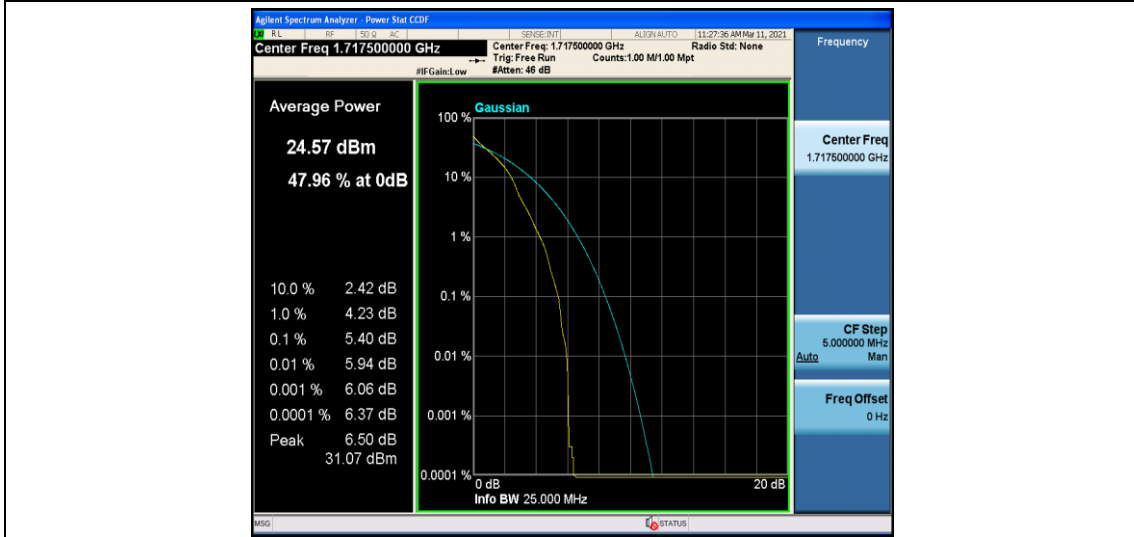 Agilent Spectrum Analyzer - Power Stat CCDF
LXI RL RF 50 Ω AC SENSE:INT ALIGN AUTO 11:27:36 AM Mar 11, 2021
Center Freq 1.717500000 GHz
Center Freq: 1.717500000 GHz Radio Std: None
Trig: Free Run Counts:1.00 M/1.00 Mpt
#IFGain:Low #Atten: 46 dB
Frequency
Average Power
24.57 dBm
47.96 % at 0dB
10.0 % 2.42 dB
1.0 % 4.23 dB
0.1 % 5.40 dB
0.01 % 5.94 dB
0.001 % 6.06 dB
0.0001 % 6.37 dB
Peak 6.50 dB
31.07 dBm
Gaussian
100 %
10 %
1 %
0.1 %
0.01 %
0.001 %
0.0001 %
0 dB 20 dB
Info BW 25.000 MHz
Center Freq
1.717500000 GHz
CF Step
5.000000 MHz
Auto Man
Freq Offset
0 Hz
MSG STATUS